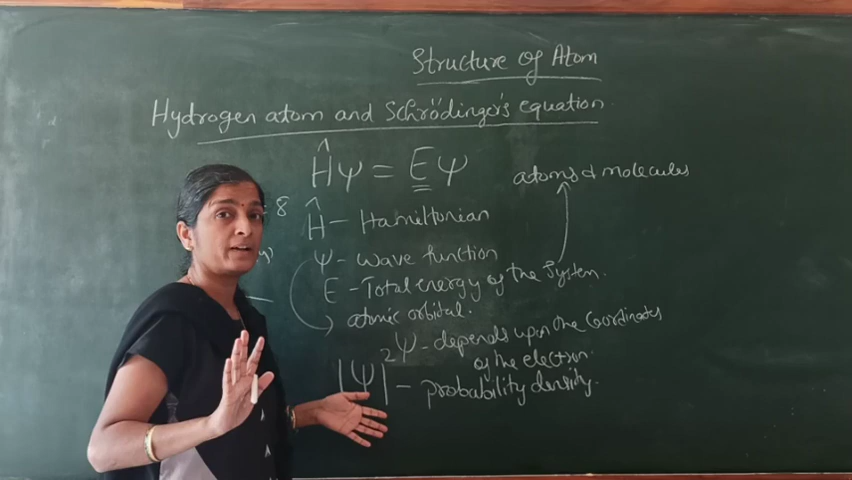 Structure of Atom
Hydrogen atom and Schrödinger's equation
Ĥψ = Eψ
atoms & molecules
: 8
Ĥ - Hamiltonian
ψ - wave function
E - Total energy of the system.
atomic orbital.
ψ - depends upon the coordinates
of the electron.
|ψ|² - probability density.